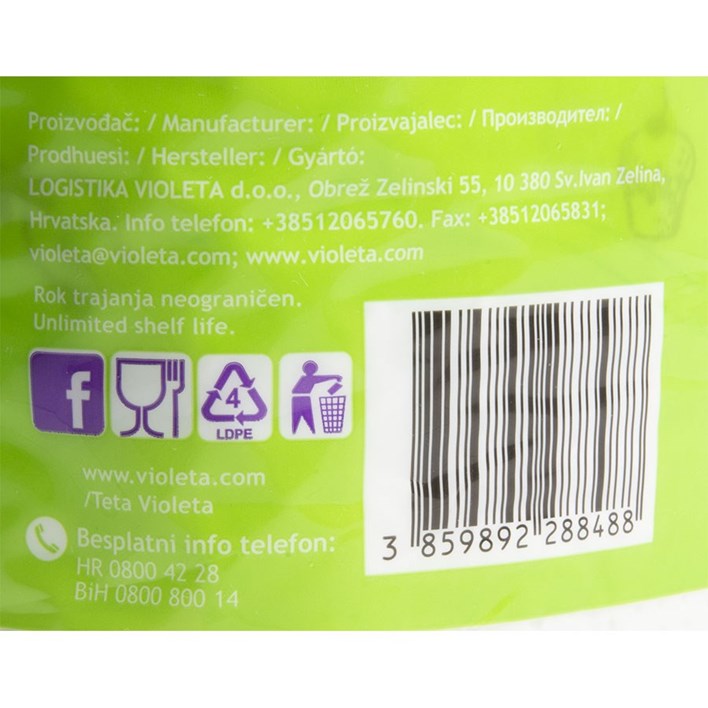 Proizvođač: / Manufacturer: / Proizvajalec: / Производител: /
Prodhuesi: / Hersteller: / Gyártó:
LOGISTIKA VIOLETA d.o.o., Obrež Zelinski 55, 10 380 Sv.Ivan Zelina,
Hrvatska. Info telefon: +38512065760. Fax: +38512065831;
violeta@violeta.com; www.violeta.com
Rok trajanja neograničen.
Unlimited shelf life.
f
4
LDPE
www.violeta.com
/Teta Violeta
Besplatni info telefon:
HR 0800 42 28
BiH 0800 800 14
3 859892 288488